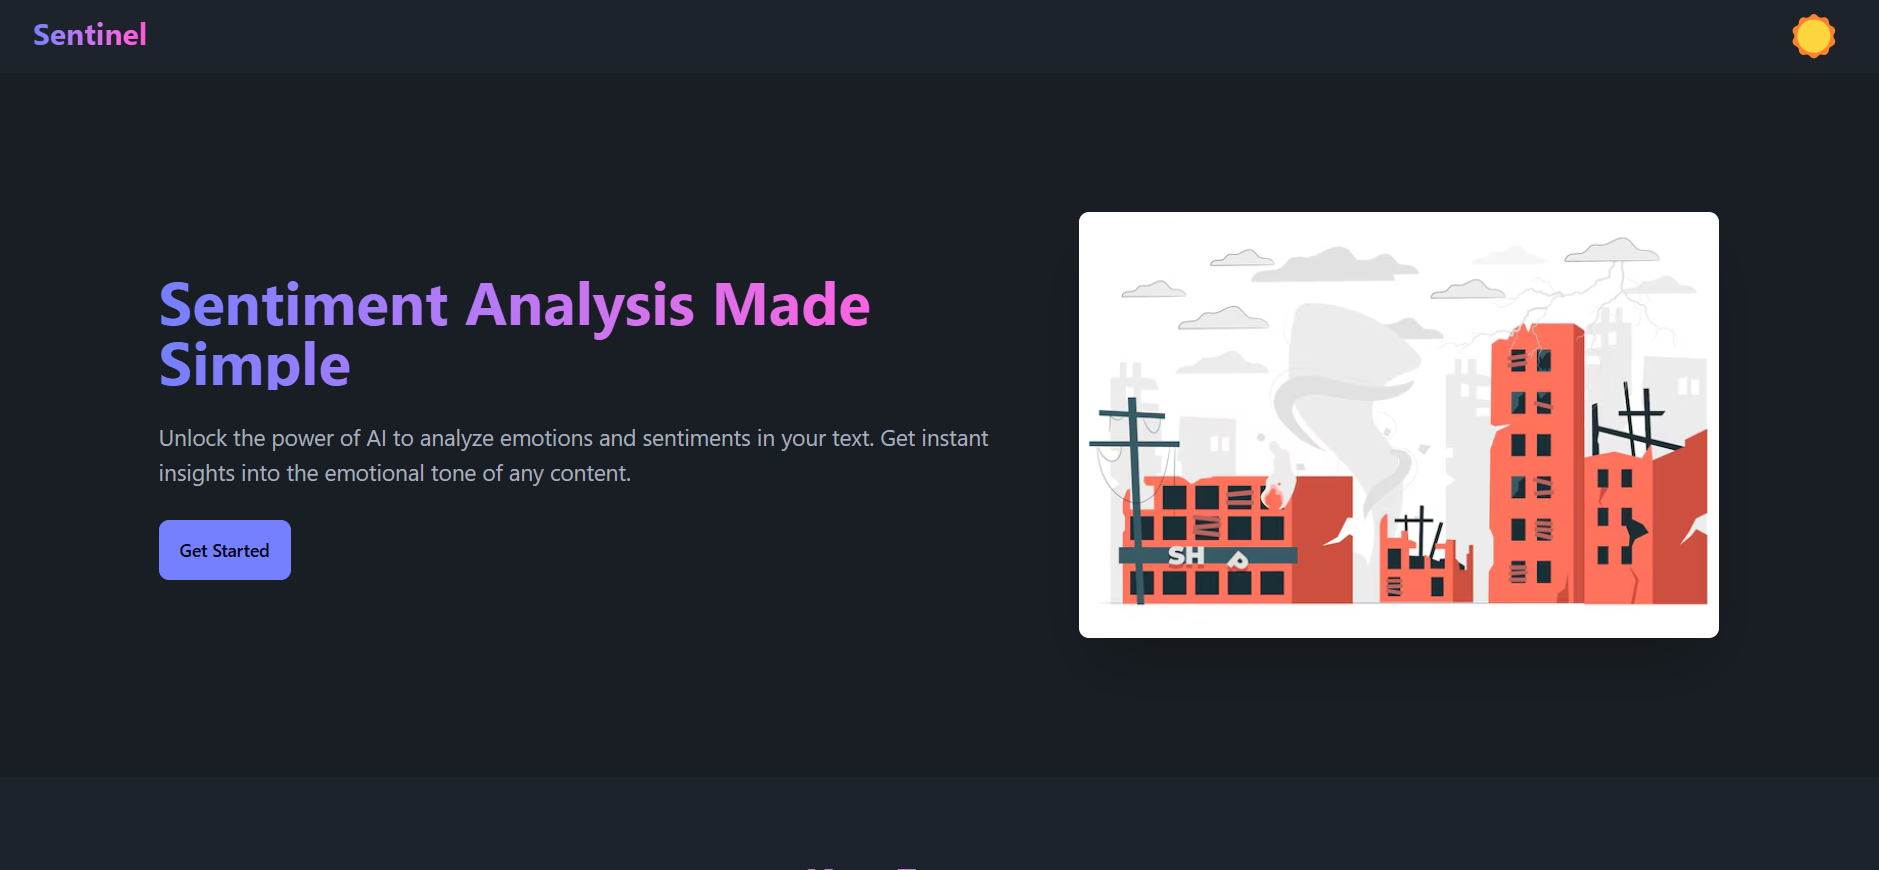 Sentinel
Sentiment Analysis Made
Simple
Unlock the power of AI to analyze emotions and sentiments in your text. Get instant
insights into the emotional tone of any content.
Get Started
SH P